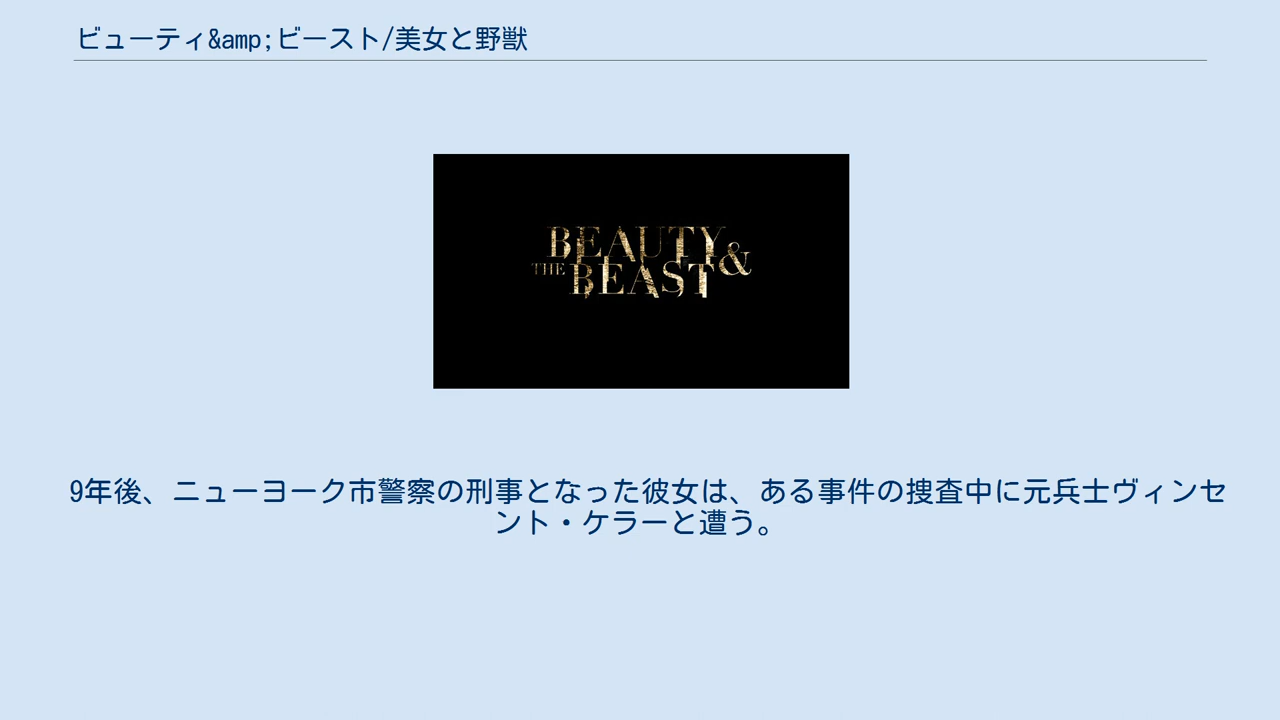 ビューティ&amp;ビースト/美女と野獣
BEAUTY &
THE BEAST
9年後、ニューヨーク市警察の刑事となった彼女は、ある事件の捜査中に元兵士ヴィンセ
ント・ケラーと遭う。